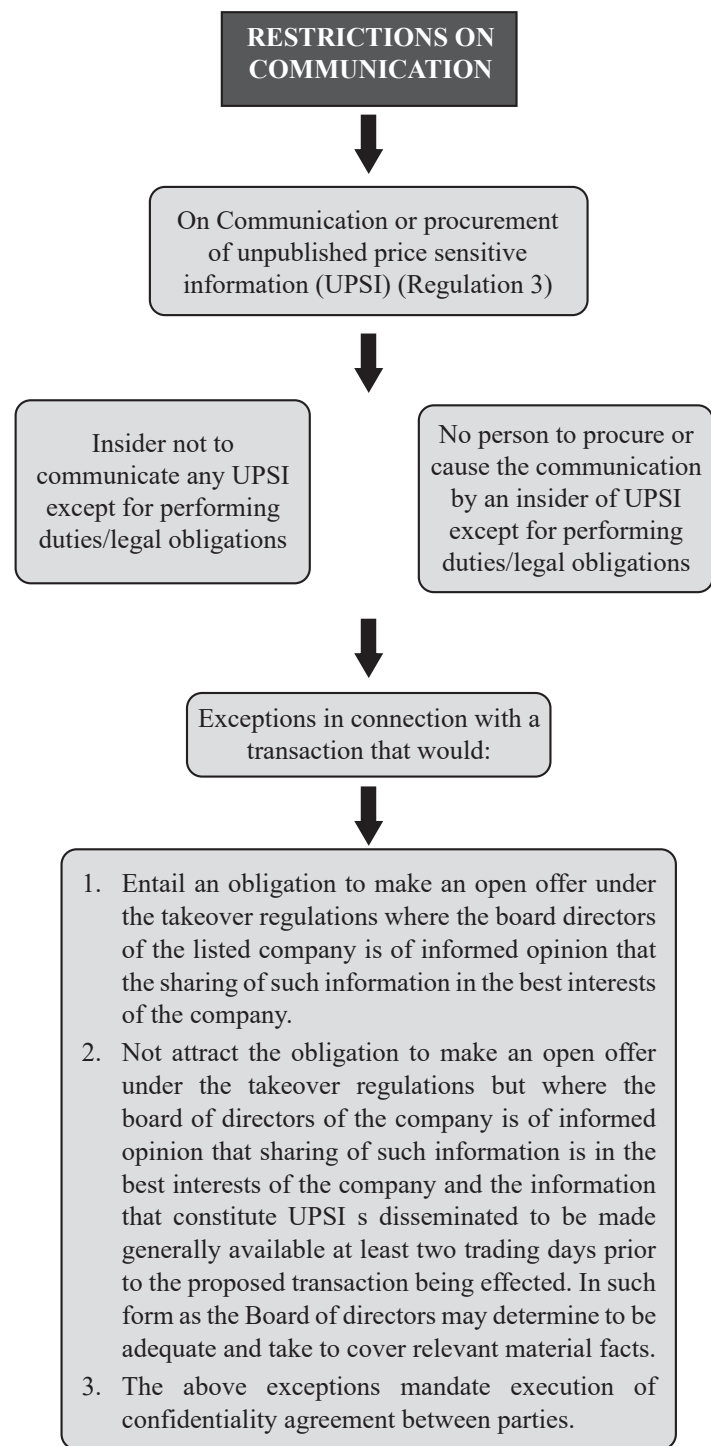 RESTRICTIONS ON
COMMUNICATION
On Communication or procurement
of unpublished price sensitive
information (UPSI) (Regulation 3)
Insider not to
communicate any UPSI
except for performing
duties/legal obligations
No person to procure or
cause the communication
by an insider of UPSI
except for performing
duties/legal obligations
Exceptions in connection with a
transaction that would:
1. Entail an obligation to make an open offer under
the takeover regulations where the board directors
of the listed company is of informed opinion that
the sharing of such information in the best interests
of the company.
2. Not attract the obligation to make an open offer
under the takeover regulations but where the
board of directors of the company is of informed
opinion that sharing of such information is in the
best interests of the company and the information
that constitute UPSI s disseminated to be made
generally available at least two trading days prior
to the proposed transaction being effected. In such
form as the Board of directors may determine to be
adequate and take to cover relevant material facts.
3. The above exceptions mandate execution of
confidentiality agreement between parties.